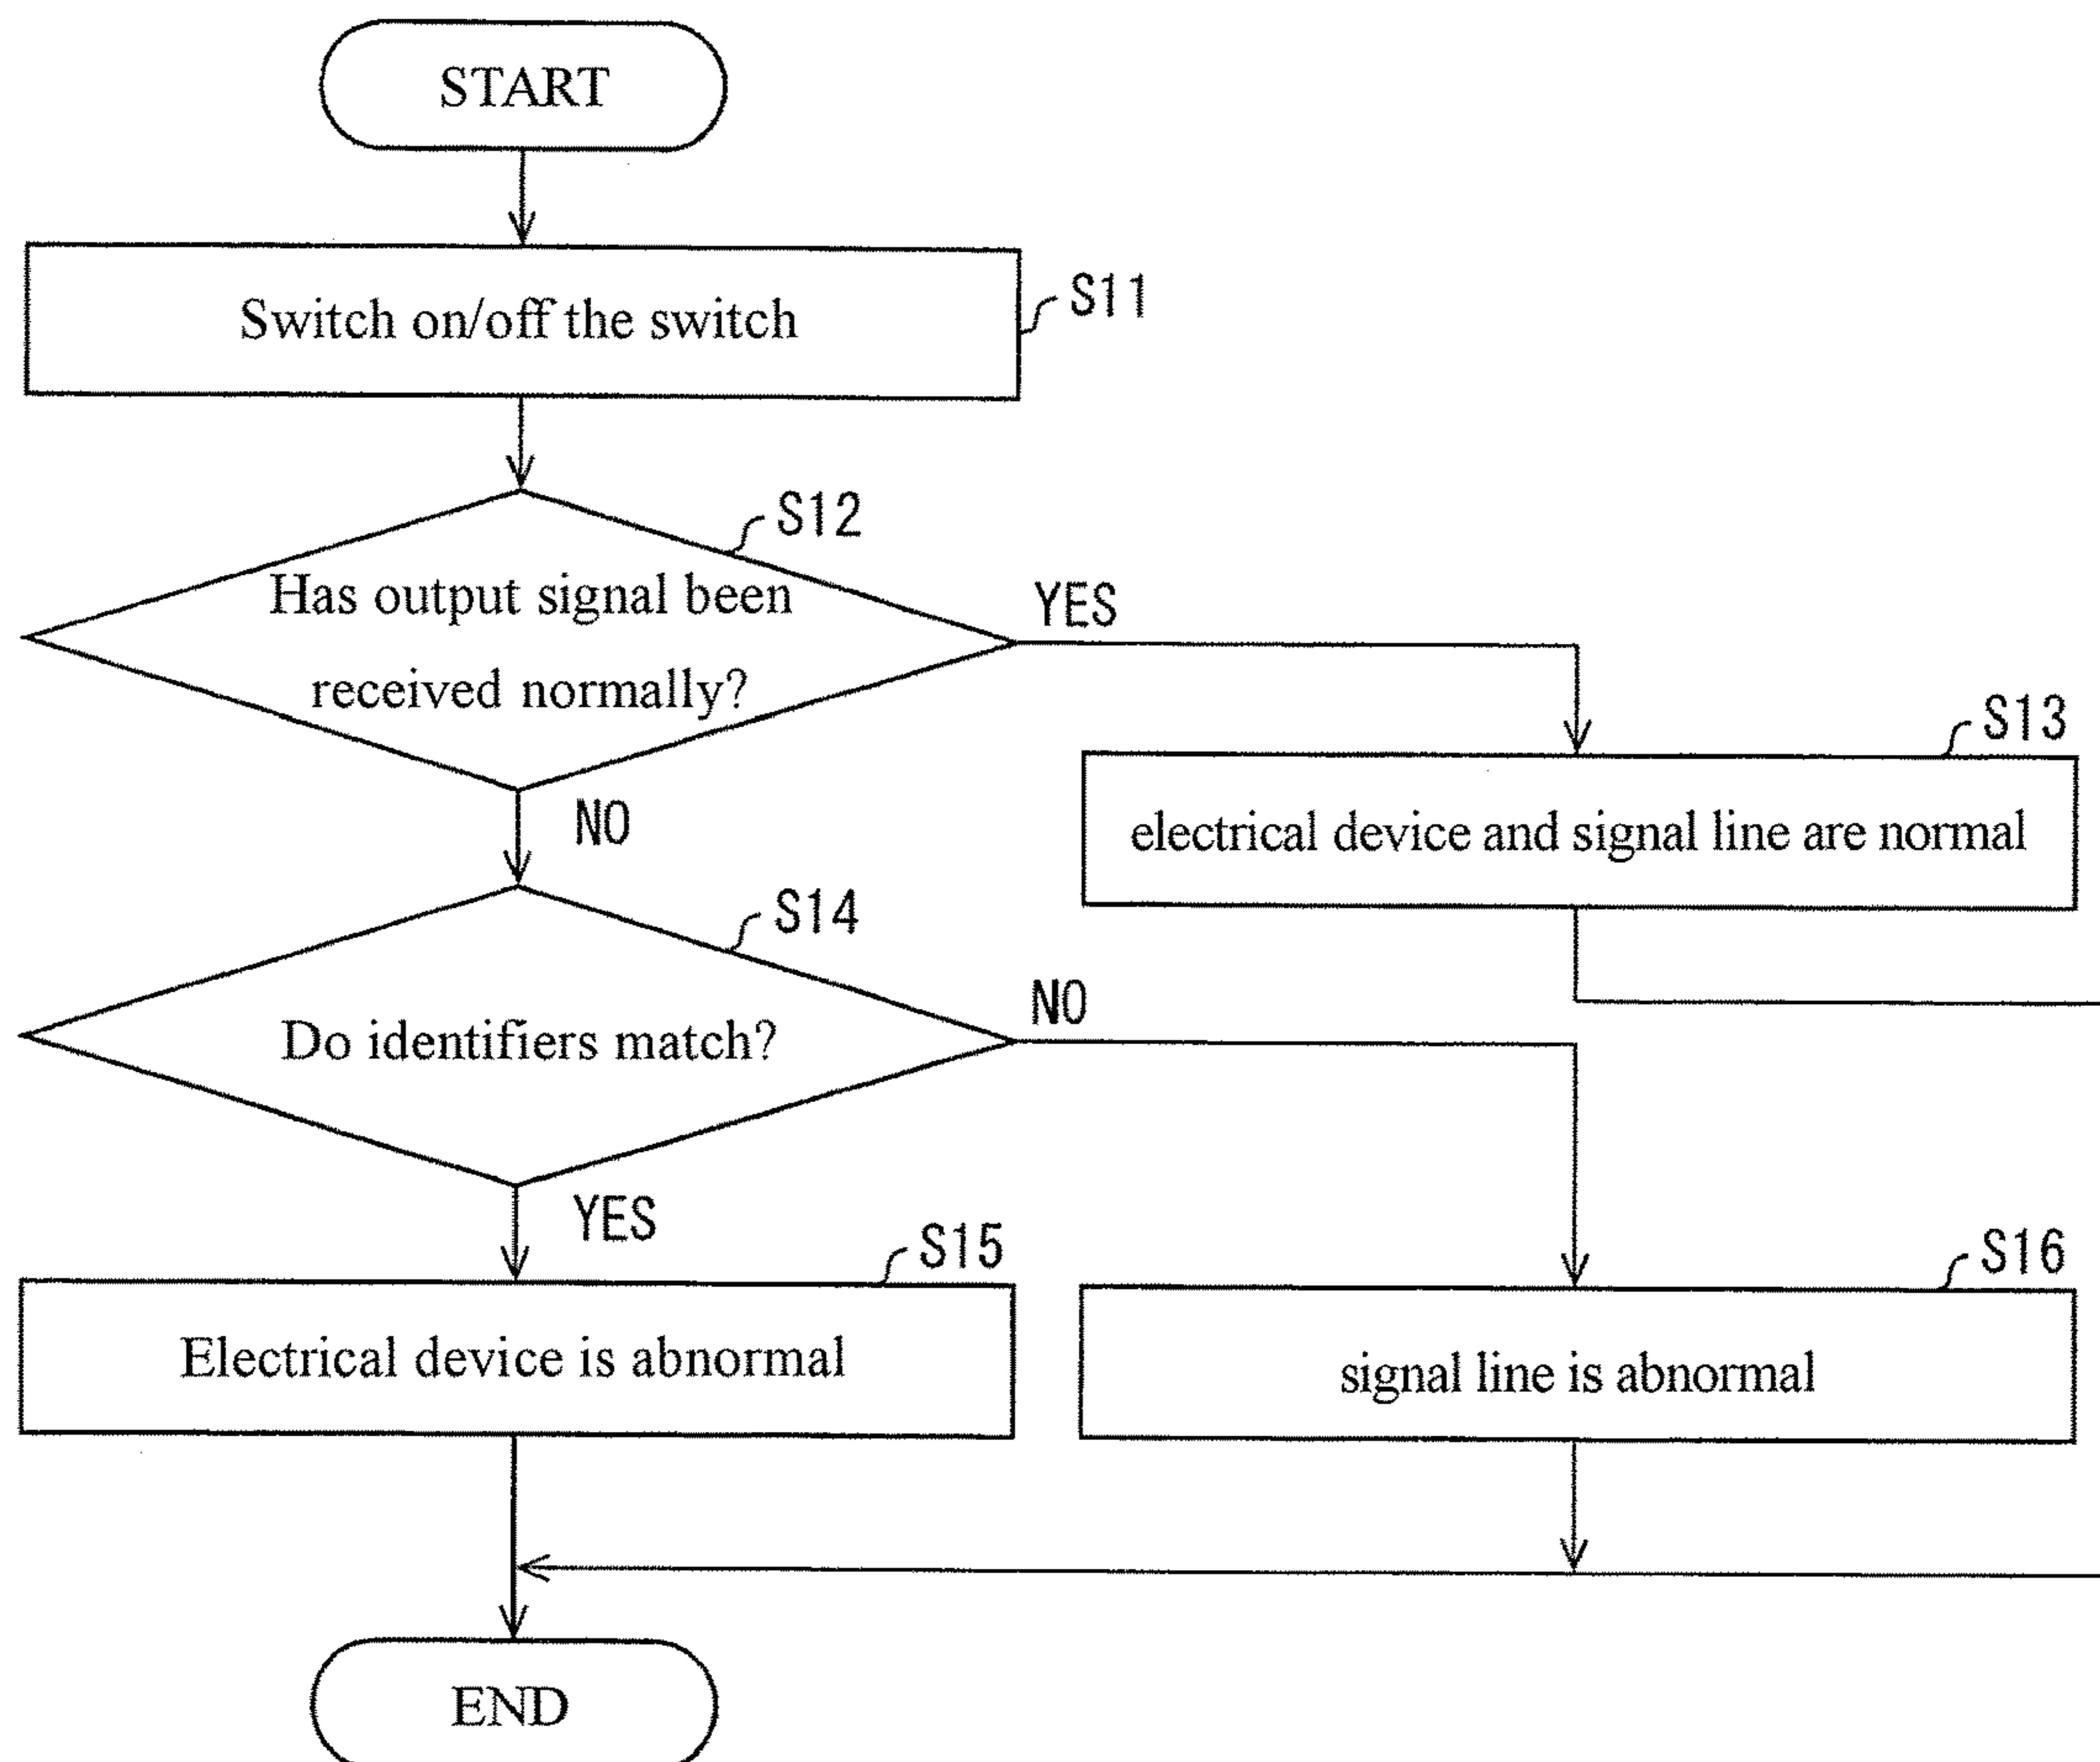 START
Switch on/off the switch
S11
S12
Has output signal been
received normally?
YES
NO
S13
electrical device and signal line are normal
S14
Do identifiers match?
NO
YES
S15
Electrical device is abnormal
S16
signal line is abnormal
END